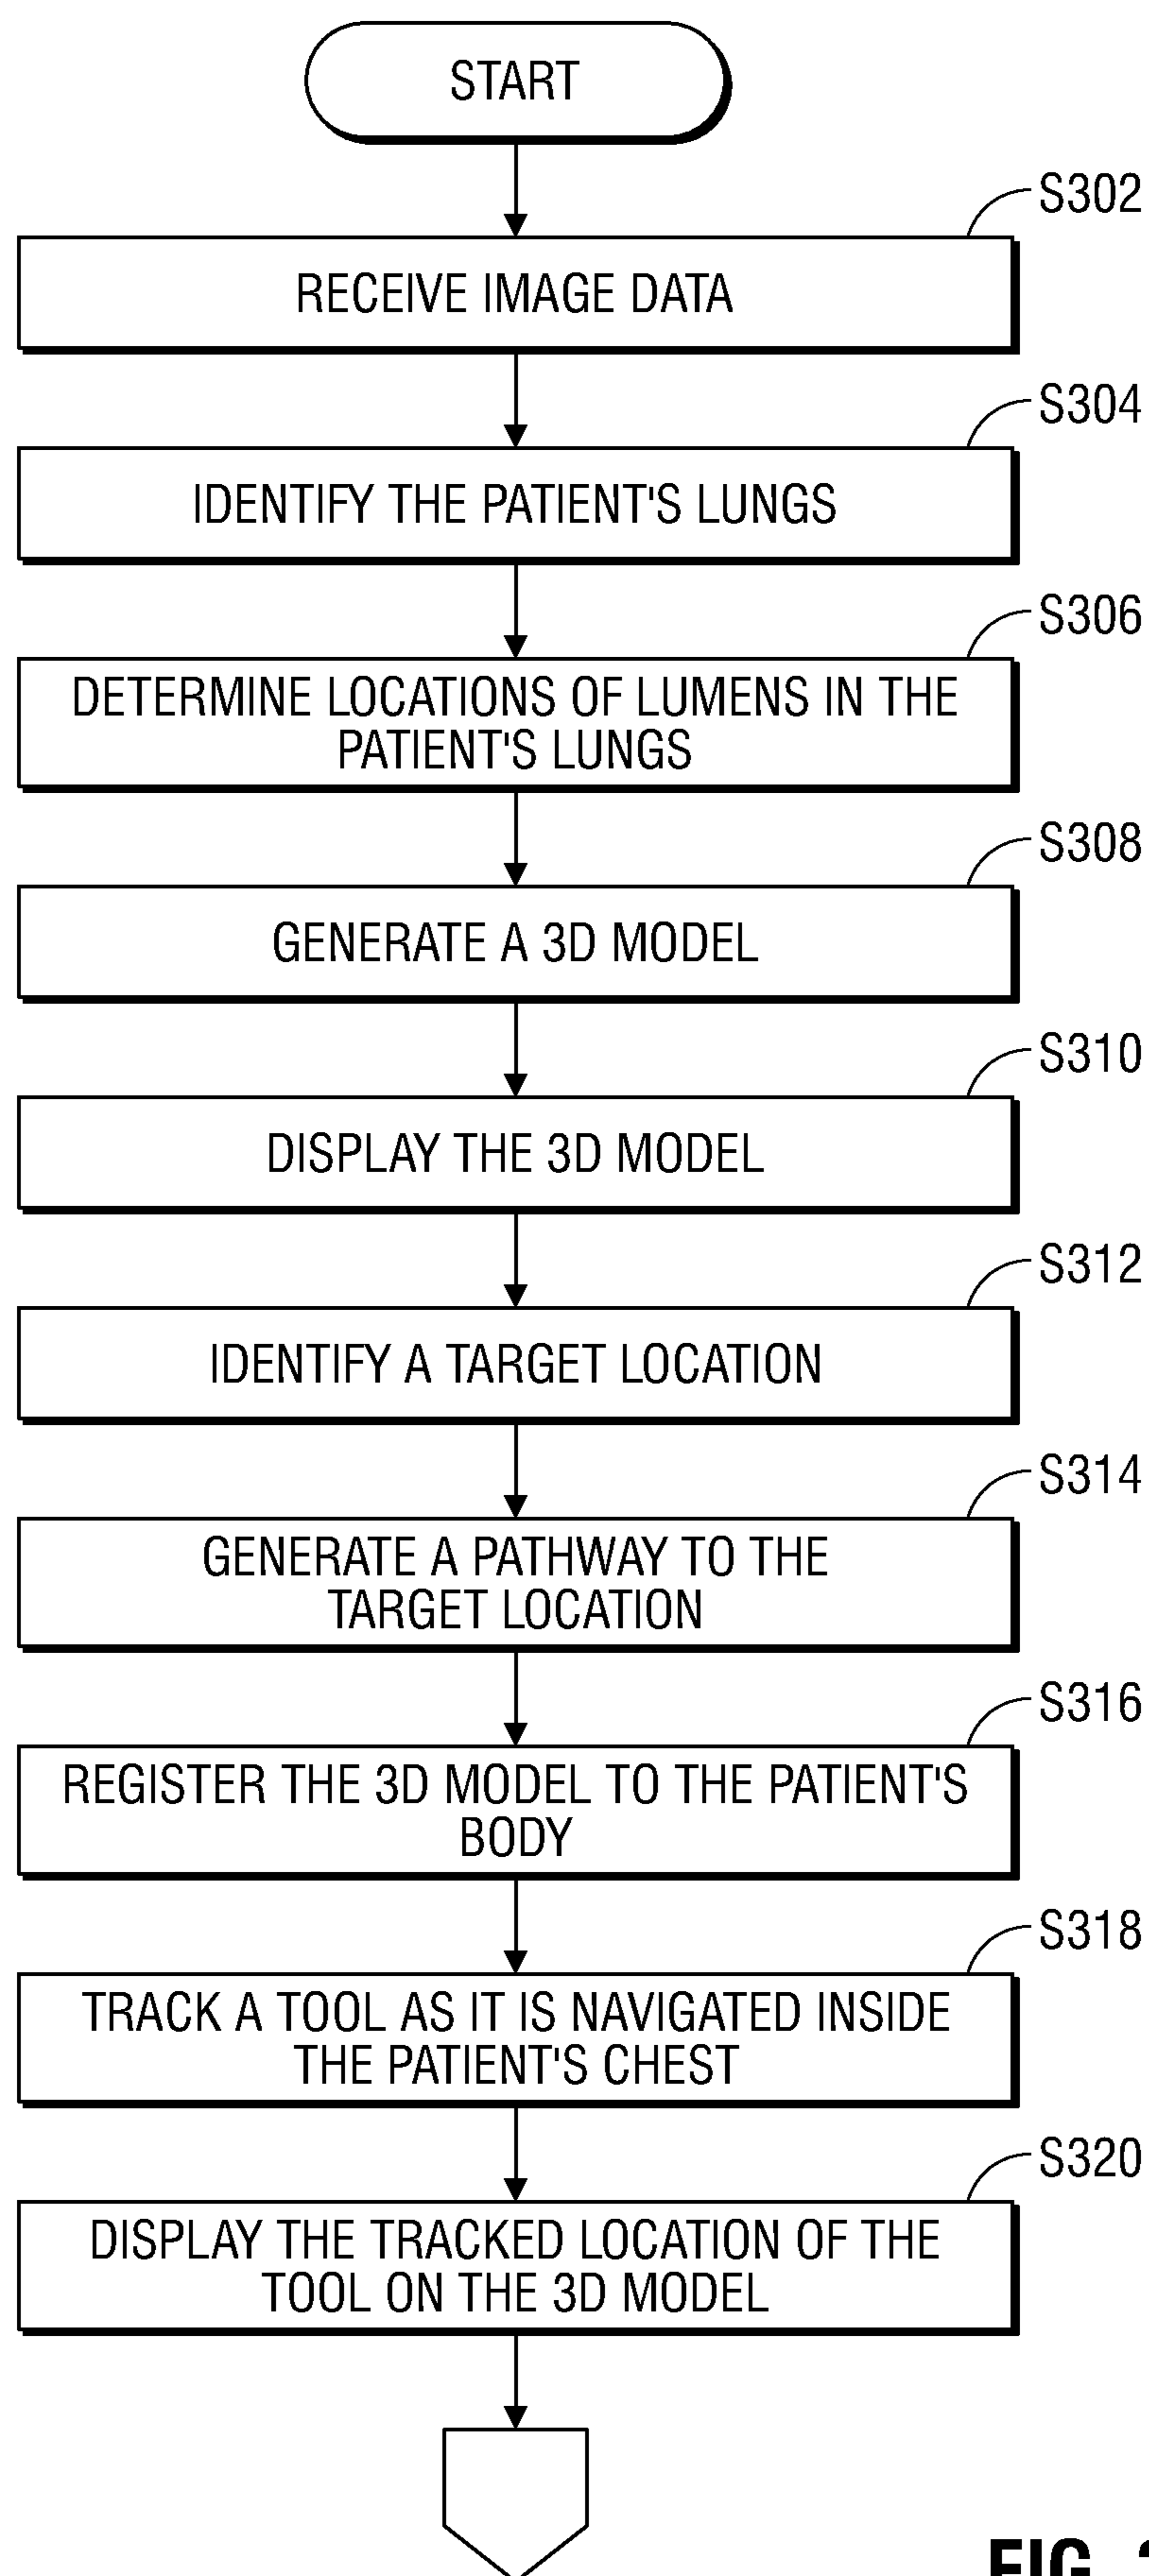 START
S302
RECEIVE IMAGE DATA
S304
IDENTIFY THE PATIENT'S LUNGS
S306
DETERMINE LOCATIONS OF LUMENS IN THE
PATIENT'S LUNGS
S308
GENERATE A 3D MODEL
S310
DISPLAY THE 3D MODEL
S312
IDENTIFY A TARGET LOCATION
S314
GENERATE A PATHWAY TO THE
TARGET LOCATION
S316
REGISTER THE 3D MODEL TO THE PATIENT'S
BODY
S318
TRACK A TOOL AS IT IS NAVIGATED INSIDE
THE PATIENT'S CHEST
S320
DISPLAY THE TRACKED LOCATION OF THE
TOOL ON THE 3D MODEL
FIG.